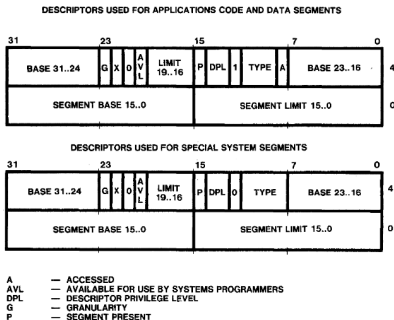 DESCRIPTORS USED FOR APPLICATIONS CODE AND DATA SEGMENTS
31 23 15 7 0
BASE 31..24 G X 0 AVL LIMIT 19..16 P DPL 1 TYPE A BASE 23..16 4
SEGMENT BASE 15..0 SEGMENT LIMIT 15..0 0
DESCRIPTORS USED FOR SPECIAL SYSTEM SEGMENTS
31 23 15 7 0
BASE 31..24 G X 0 AVL LIMIT 19..16 P DPL 0 TYPE BASE 23..16 4
SEGMENT BASE 15..0 SEGMENT LIMIT 15..0 0
A — ACCESSED
AVL — AVAILABLE FOR USE BY SYSTEMS PROGRAMMERS
DPL — DESCRIPTOR PRIVILEGE LEVEL
G — GRANULARITY
P — SEGMENT PRESENT